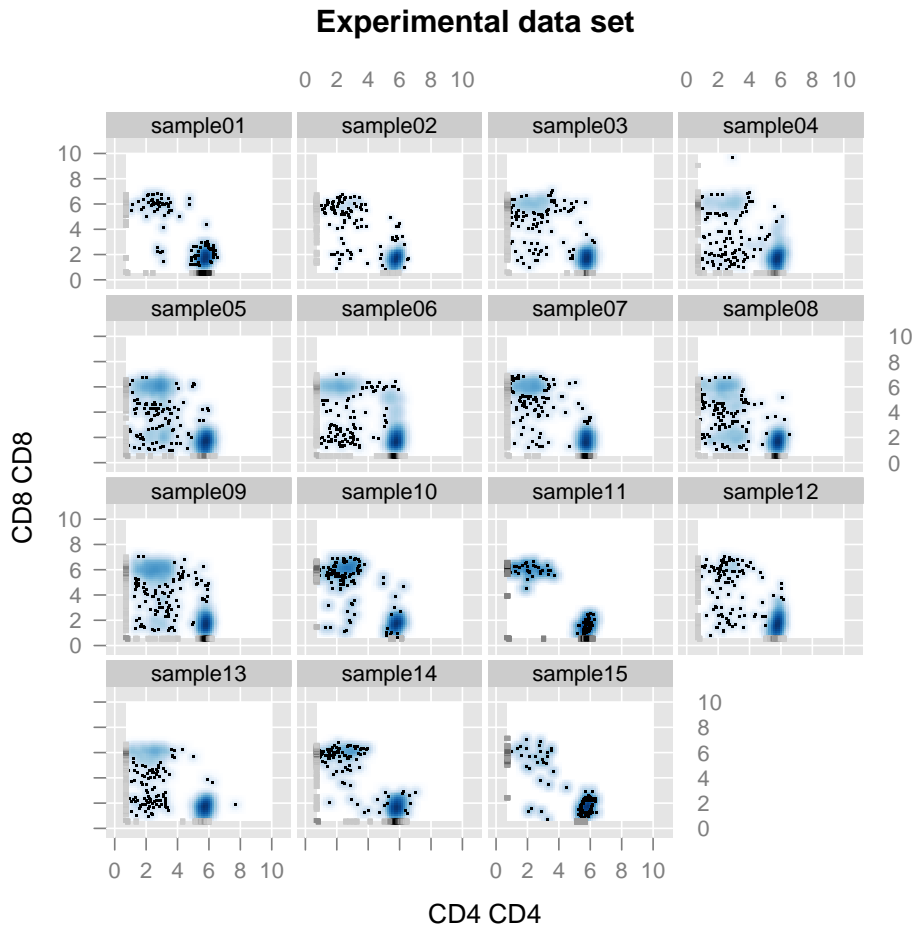 Experimental data set
0 2 4 6 8 10 0 2 4 6 8 10
sample01 sample02 sample03 sample04
10
8
6
4
2
0
sample05 sample06 sample07 sample08
10
8
6
4
2
0
sample09 sample10 sample11 sample12
10
8
6
4
2
0
sample13 sample14 sample15
10
8
6
4
2
0
0 2 4 6 8 10 0 2 4 6 8 10
CD8 CD8
CD4 CD4